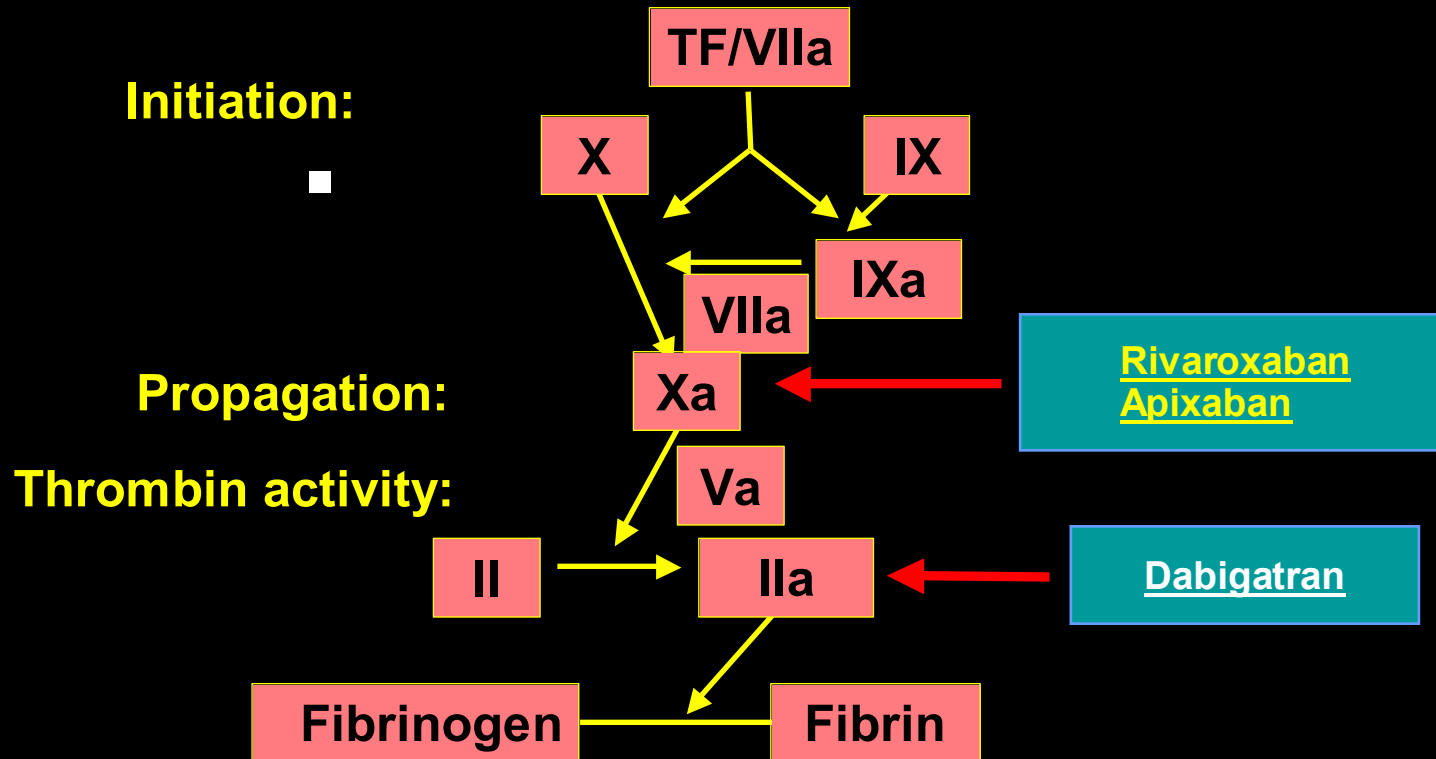 TF/VIIa
Initiation:
X
IX
IXa
VIIa
Rivaroxaban
Apixaban
Propagation:
Xa
Thrombin activity:
Va
II
IIa
Dabigatran
Fibrinogen
Fibrin